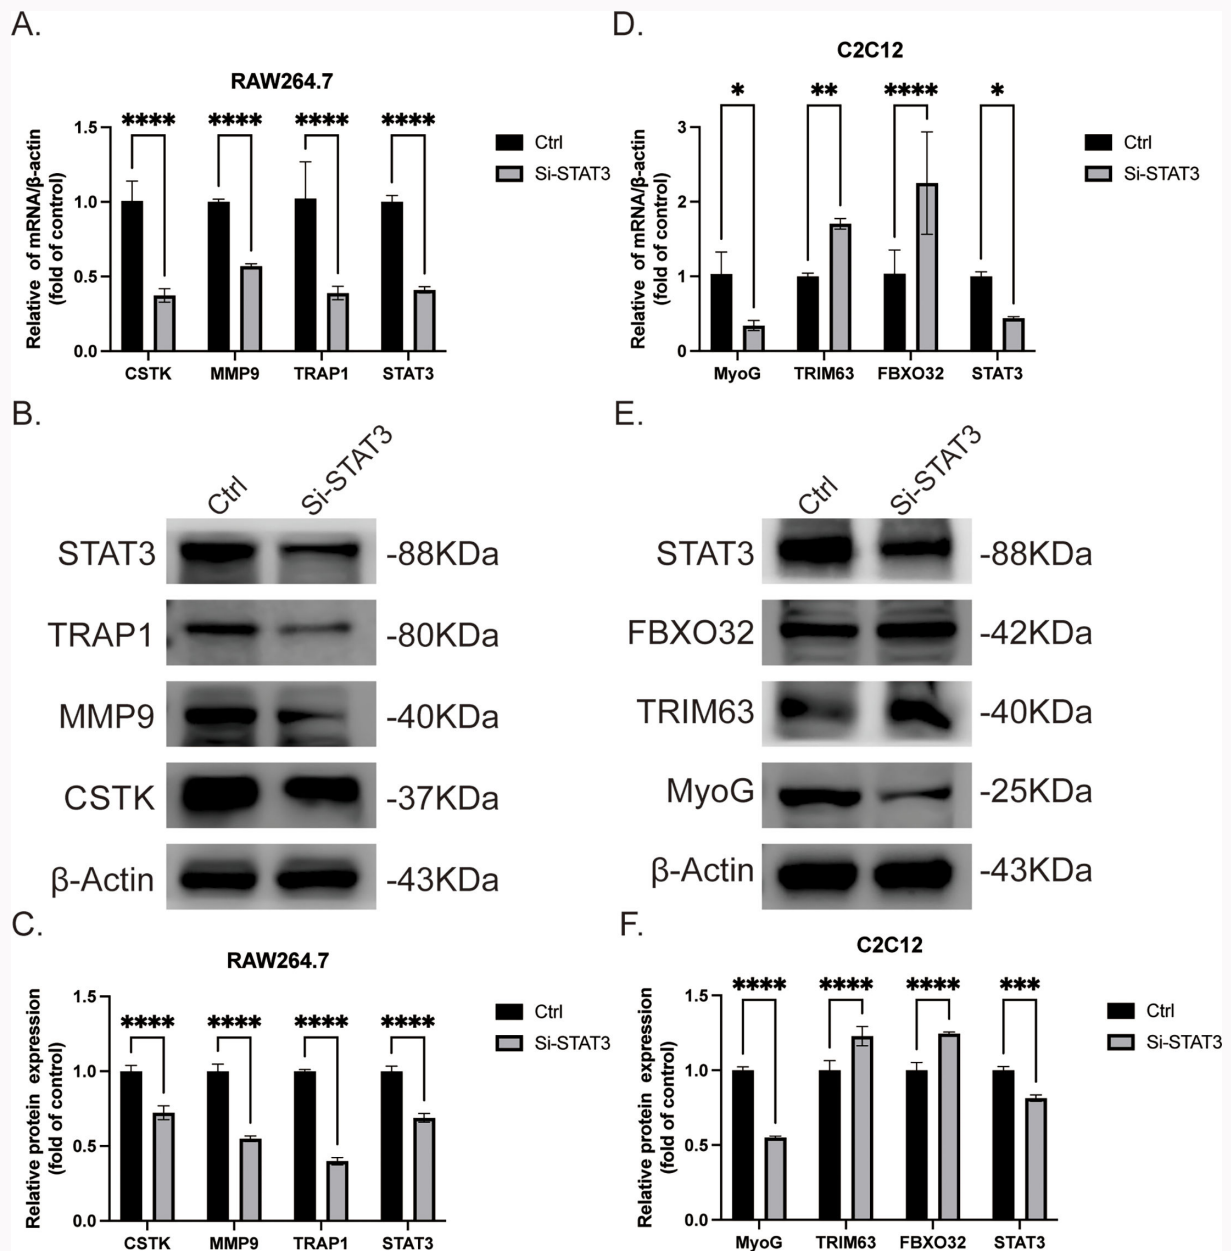 A.
RAW264.7
**** **** **** ****
1.5
1.0
0.5
0.0
Relative of mRNA/β-actin
(fold of control)
CSTK MMP9 TRAP1 STAT3
Ctrl
Si-STAT3
D.
C2C12
* ** **** *
3
2
1
0
Relative of mRNA/β-actin
(fold of control)
MyoG TRIM63 FBXO32 STAT3
Ctrl
Si-STAT3
B.
Ctrl Si-STAT3
STAT3 -88KDa
TRAP1 -80KDa
MMP9 -40KDa
CSTK -37KDa
β-Actin -43KDa
E.
Ctrl Si-STAT3
STAT3 -88KDa
FBXO32 -42KDa
TRIM63 -40KDa
MyoG -25KDa
β-Actin -43KDa
C.
RAW264.7
**** **** **** ****
1.5
1.0
0.5
0.0
Relative protein expression
(fold of control)
CSTK MMP9 TRAP1 STAT3
Ctrl
Si-STAT3
F.
C2C12
**** **** **** ***
1.5
1.0
0.5
0.0
Relative protein expression
(fold of control)
MyoG TRIM63 FBXO32 STAT3
Ctrl
Si-STAT3